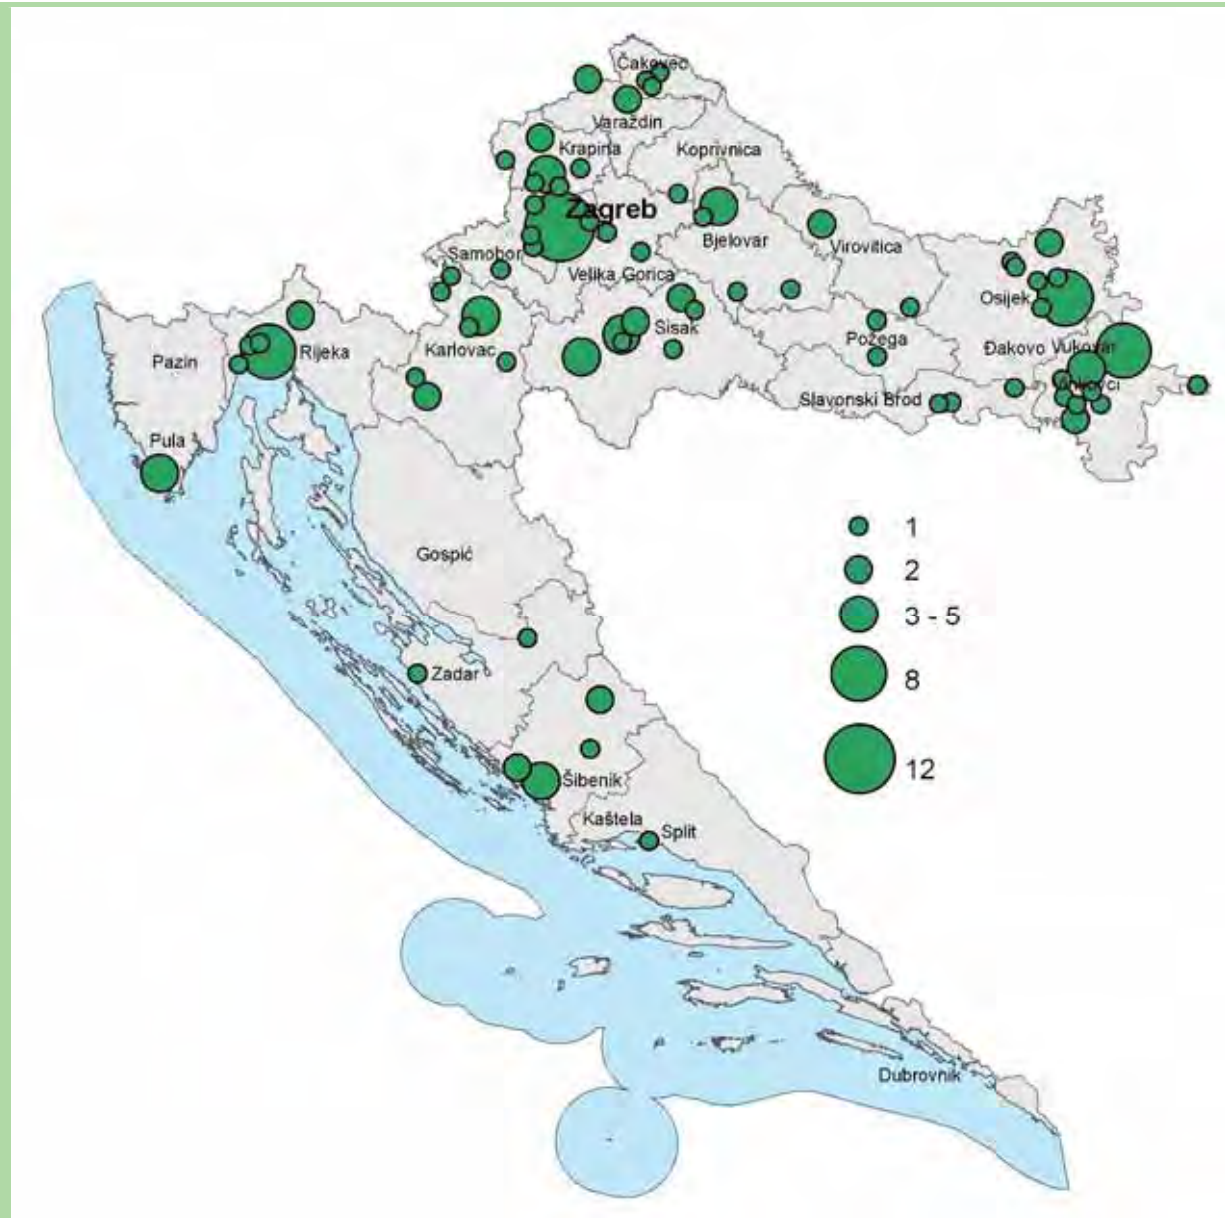 Čakovec
Varaždin
Krapina
Koprivnica
Zagreb
Bjelovar
Virovitica
Samobor
Velika Gorica
Osijek
Sisak
Požega
Pazin
Rijeka
Karlovac
Đakovo
Vukovar
Vinkovci
Slavonski Brod
Pula
1
Gospić
2
3 - 5
Zadar
8
12
Šibenik
Kaštela
Split
Dubrovnik